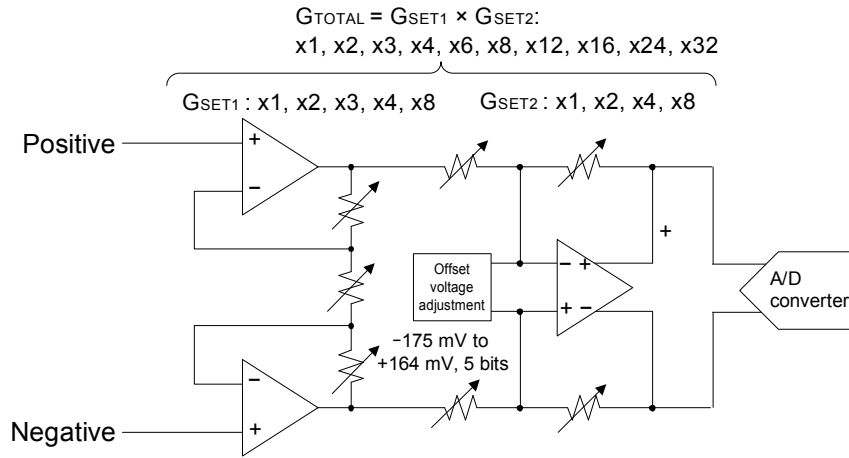 GTOTAL = GSET1 × GSET2:
x1, x2, x3, x4, x6, x8, x12, x16, x24, x32
GSET1 : x1, x2, x3, x4, x8
GSET2 : x1, x2, x4, x8
Positive
+
−
+
Offset
voltage
adjustment
− +
+ −
A/D
converter
−175 mV to
+164 mV, 5 bits
−
+
Negative